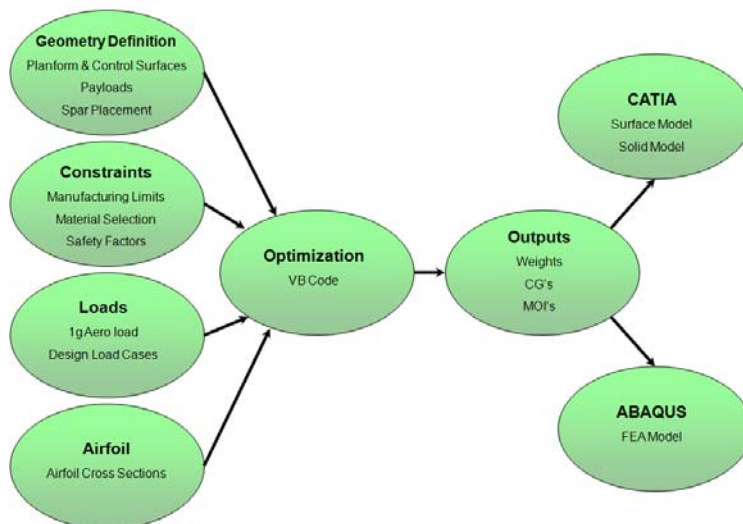 Geometry Definition
Planform & Control Surfaces
Payloads
Spar Placement
Constraints
Manufacturing Limits
Material Selection
Safety Factors
Loads
1g Aero load
Design Load Cases
Airfoil
Airfoil Cross Sections
Optimization
VB Code
Outputs
Weights
CG's
MOI's
CATIA
Surface Model
Solid Model
ABAQUS
FEA Model